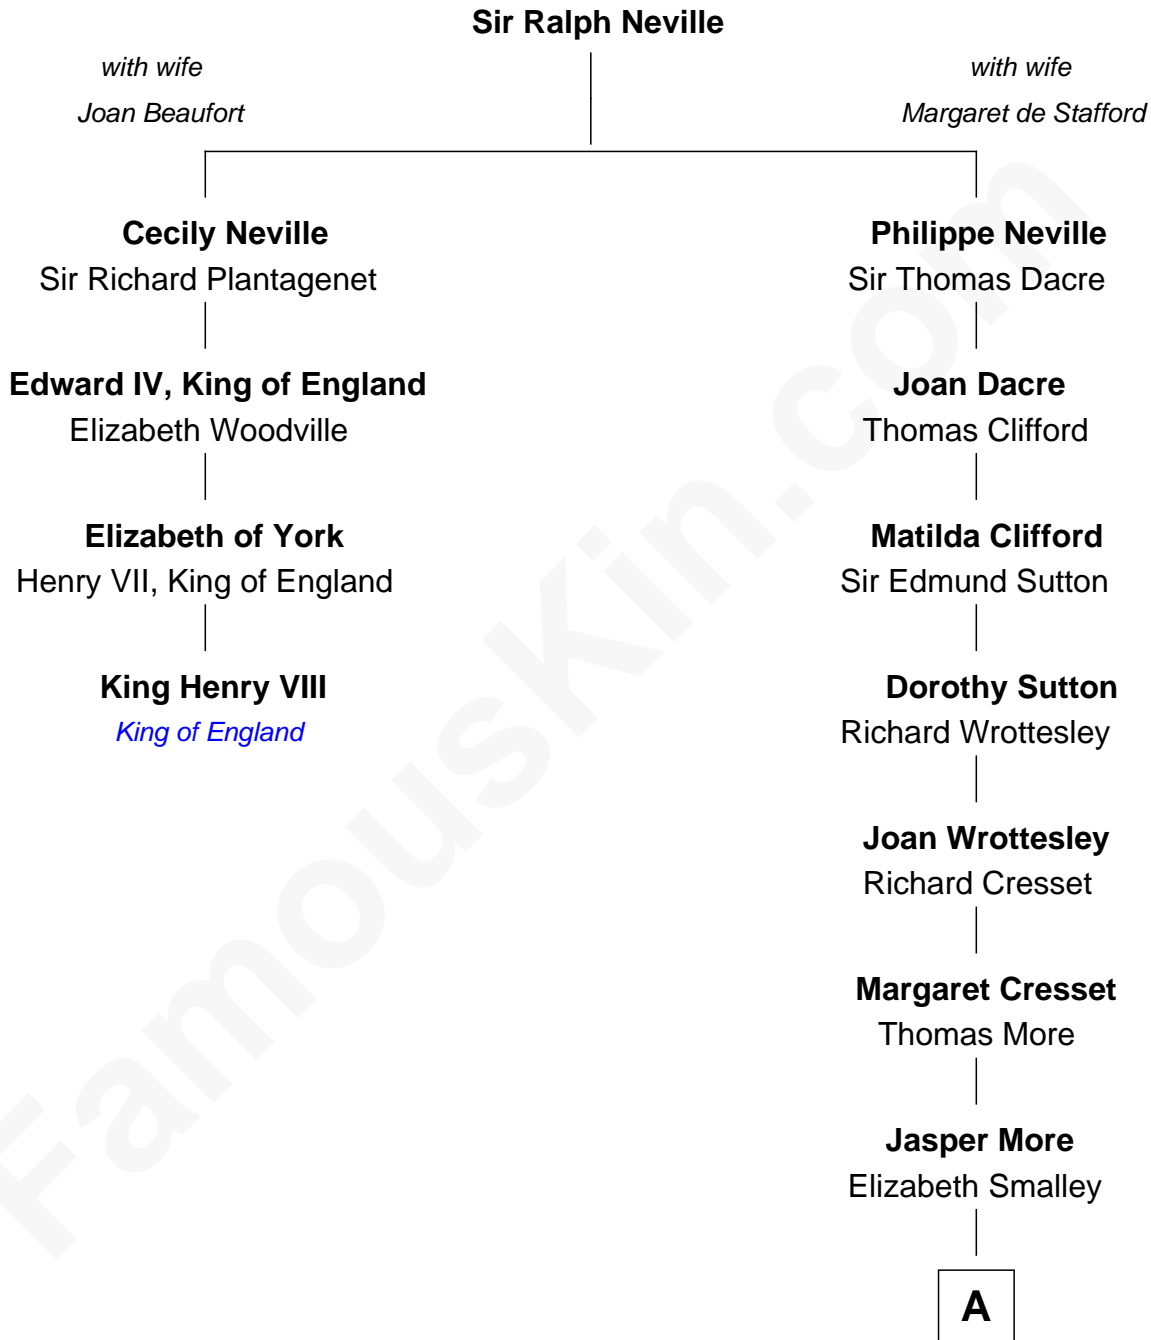 Sir Ralph Neville
with wife
Joan Beaufort
with wife
Margaret de Stafford
Cecily Neville
Sir Richard Plantagenet
Philippe Neville
Sir Thomas Dacre
Edward IV, King of England
Elizabeth Woodville
Joan Dacre
Thomas Clifford
Elizabeth of York
Henry VII, King of England
Matilda Clifford
Sir Edmund Sutton
King Henry VIII
King of England
Dorothy Sutton
Richard Wrottesley
Joan Wrottesley
Richard Cresset
Margaret Cresset
Thomas More
Jasper More
Elizabeth Smalley
A
FamousKin.com